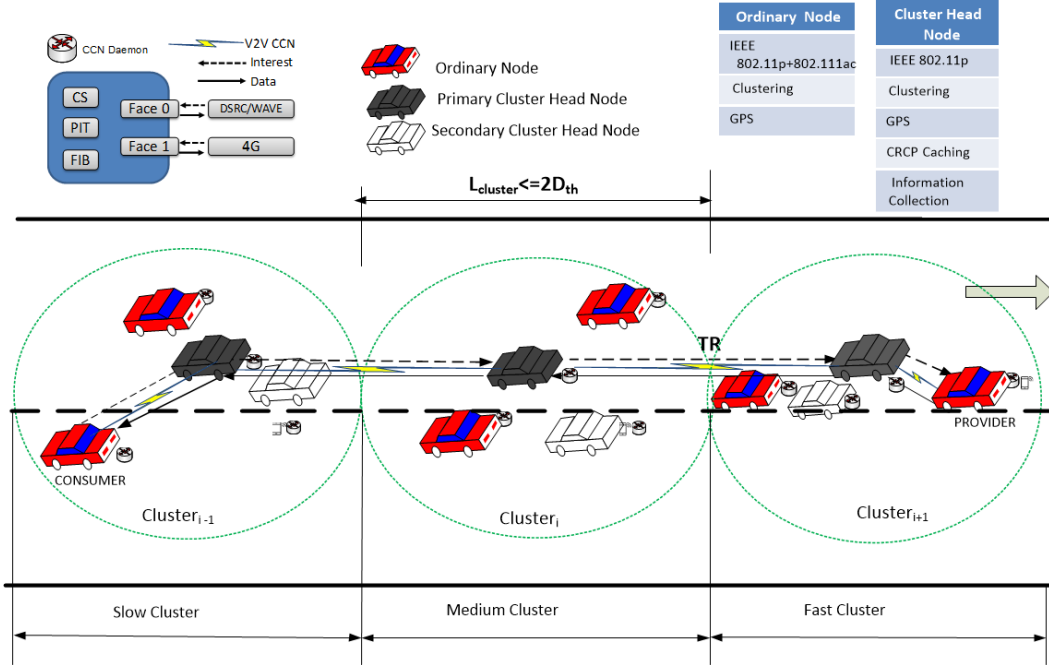 CCN Daemon
V2V CCN
Interest
Data
CS
PIT
FIB
Face 0
DSRC/WAVE
Face 1
4G
Ordinary Node
Primary Cluster Head Node
Secondary Cluster Head Node
Ordinary Node
IEEE
802.11p+802.111ac
Clustering
GPS
Cluster Head
Node
IEEE 802.11p
Clustering
GPS
CRCP Caching
Information
Collection
Lcluster<=2Dth
TR
CONSUMER
PROVIDER
Clusteri -1
Clusteri
Clusteri+1
Slow Cluster
Medium Cluster
Fast Cluster